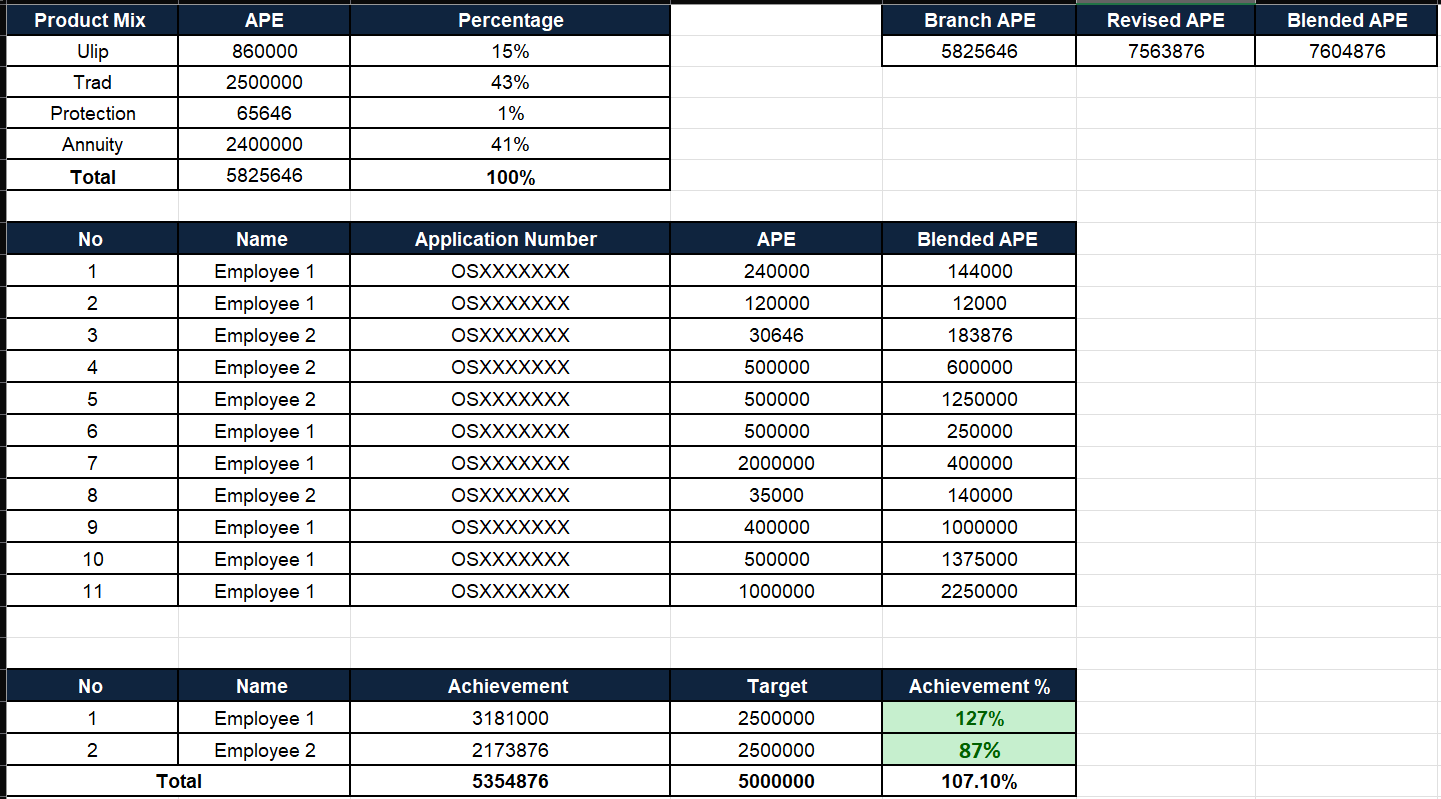 Product Mix APE Percentage Branch APE Revised APE Blended APE
Ulip 860000 15% 5825646 7563876 7604876
Trad 2500000 43%
Protection 65646 1%
Annuity 2400000 41%
Total 5825646 100%
No Name Application Number APE Blended APE
1 Employee 1 OSXXXXXXX 240000 144000
2 Employee 1 OSXXXXXXX 120000 12000
3 Employee 2 OSXXXXXXX 30646 183876
4 Employee 2 OSXXXXXXX 500000 600000
5 Employee 2 OSXXXXXXX 500000 1250000
6 Employee 1 OSXXXXXXX 500000 250000
7 Employee 1 OSXXXXXXX 2000000 400000
8 Employee 2 OSXXXXXXX 35000 140000
9 Employee 1 OSXXXXXXX 400000 1000000
10 Employee 1 OSXXXXXXX 500000 1375000
11 Employee 1 OSXXXXXXX 1000000 2250000
No Name Achievement Target Achievement %
1 Employee 1 3181000 2500000 127%
2 Employee 2 2173876 2500000 87%
Total 5354876 5000000 107.10%